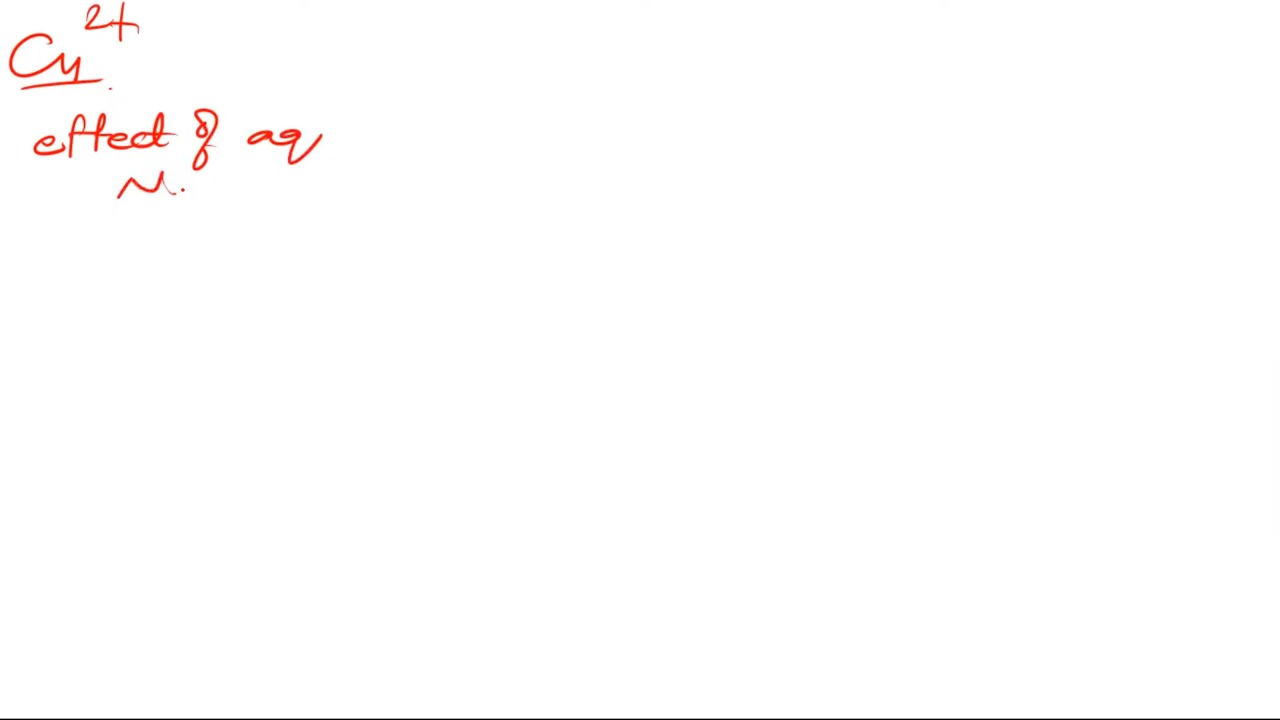 Cu²⁺
effect of aq
N.